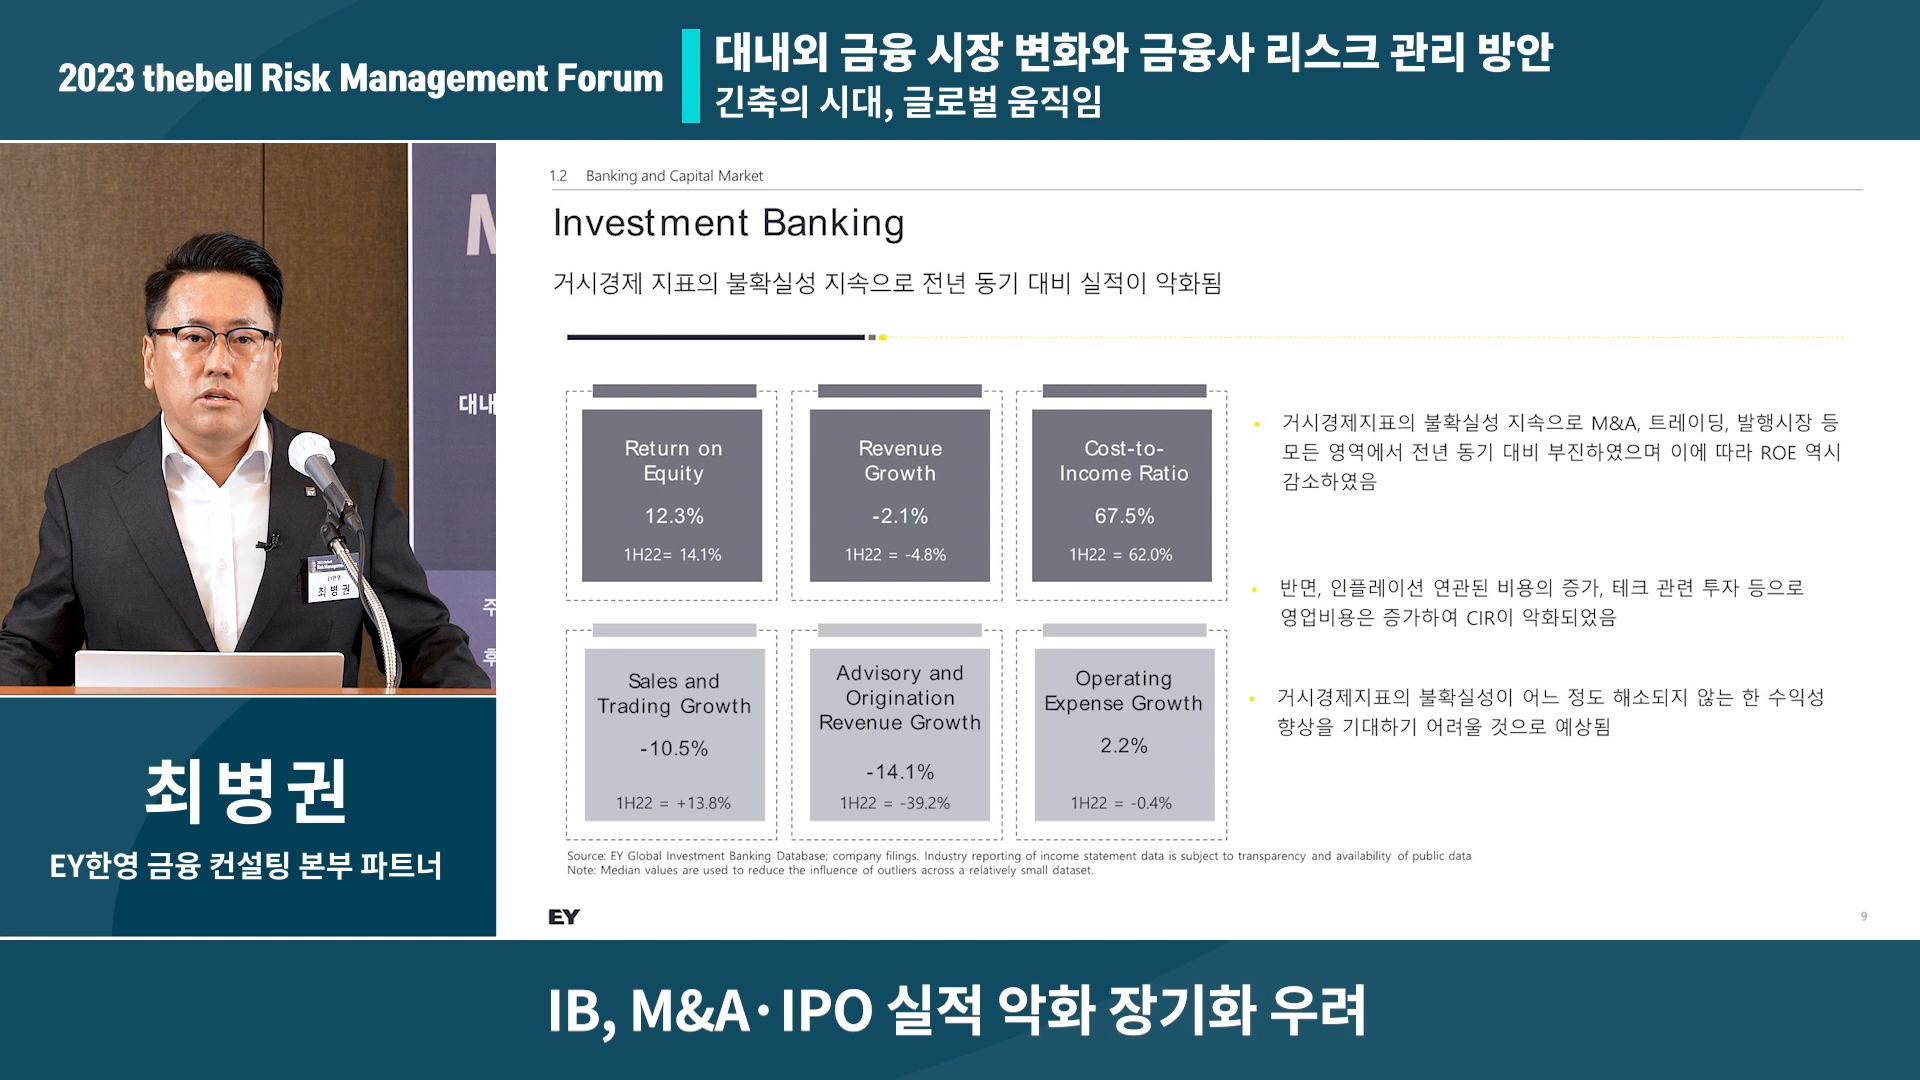 2023 thebell Risk Management Forum
대내외 금융 시장 변화와 금융사 리스크 관리 방안
긴축의 시대, 글로벌 움직임
M
대내
주
후
EY한영
최병권
1.2 Banking and Capital Market
Investment Banking
거시경제 지표의 불확실성 지속으로 전년 동기 대비 실적이 악화됨
Return on
Equity
12.3%
1H22= 14.1%
Revenue
Growth
-2.1%
1H22 = -4.8%
Cost-to-
Income Ratio
67.5%
1H22 = 62.0%
Sales and
Trading Growth
-10.5%
1H22 = +13.8%
Advisory and
Origination
Revenue Growth
-14.1%
1H22 = -39.2%
Operating
Expense Growth
2.2%
1H22 = -0.4%
• 거시경제지표의 불확실성 지속으로 M&A, 트레이딩, 발행시장 등
모든 영역에서 전년 동기 대비 부진하였으며 이에 따라 ROE 역시
감소하였음
• 반면, 인플레이션 연관된 비용의 증가, 테크 관련 투자 등으로
영업비용은 증가하여 CIR이 악화되었음
• 거시경제지표의 불확실성이 어느 정도 해소되지 않는 한 수익성
향상을 기대하기 어려울 것으로 예상됨
Source: EY Global Investment Banking Database; company filings. Industry reporting of income statement data is subject to transparency and availability of public data
Note: Median values are used to reduce the influence of outliers across a relatively small dataset.
EY
9
최병권
EY한영 금융 컨설팅 본부 파트너
IB, M&A·IPO 실적 악화 장기화 우려